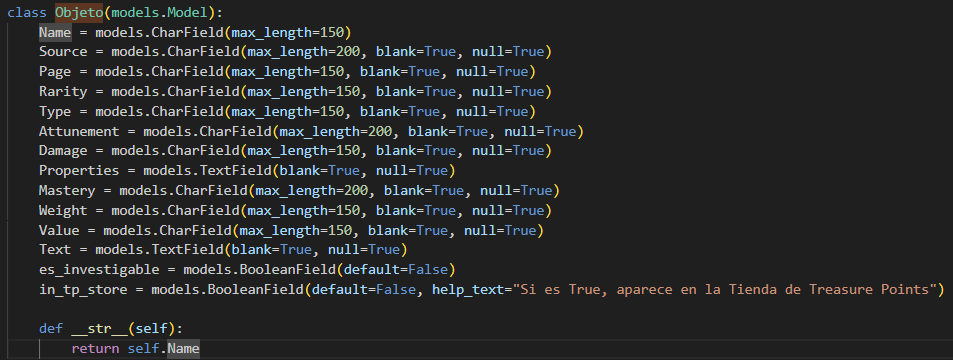 class Objeto(models.Model):
    Name = models.CharField(max_length=150)
    Source = models.CharField(max_length=200, blank=True, null=True)
    Page = models.CharField(max_length=150, blank=True, null=True)
    Rarity = models.CharField(max_length=150, blank=True, null=True)
    Type = models.CharField(max_length=150, blank=True, null=True)
    Attunement = models.CharField(max_length=200, blank=True, null=True)
    Damage = models.CharField(max_length=150, blank=True, null=True)
    Properties = models.TextField(blank=True, null=True)
    Mastery = models.CharField(max_length=200, blank=True, null=True)
    Weight = models.CharField(max_length=150, blank=True, null=True)
    Value = models.CharField(max_length=150, blank=True, null=True)
    Text = models.TextField(blank=True, null=True)
    es_investigable = models.BooleanField(default=False)
    in_tp_store = models.BooleanField(default=False, help_text="Si es True, aparece en la Tienda de Treasure Points")

    def __str__(self):
        return self.Name